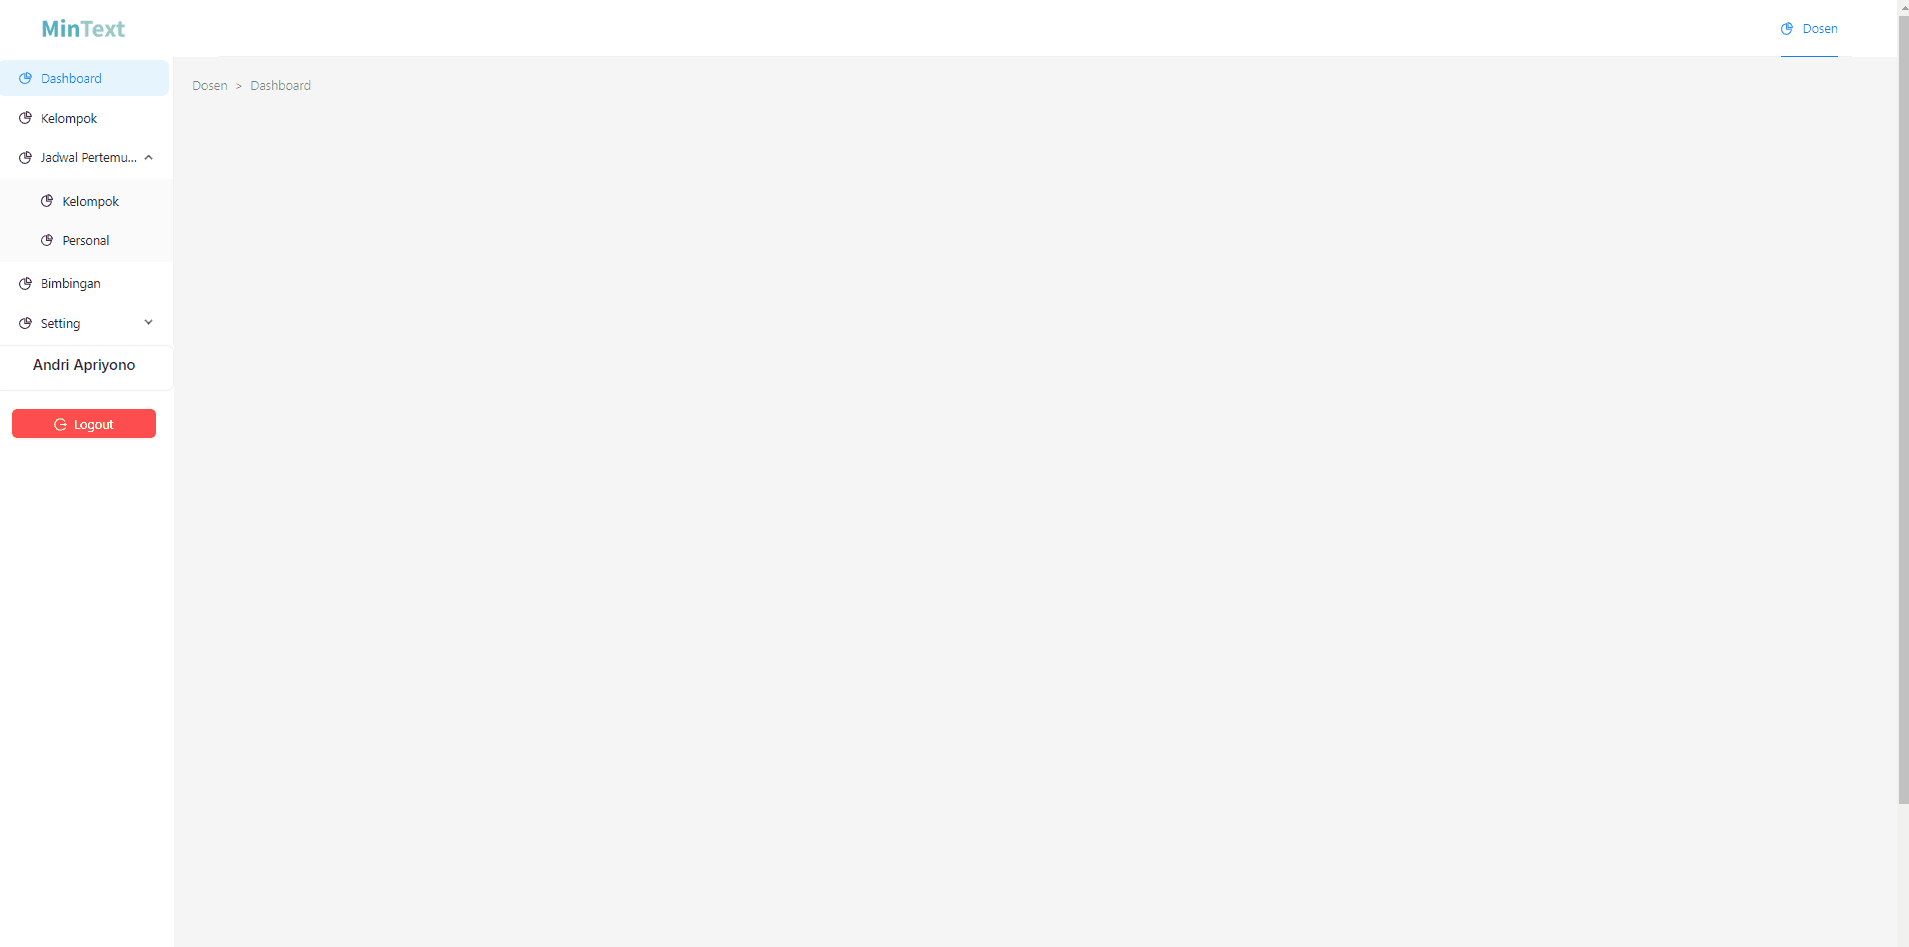 MinText
Dosen
Dashboard
Kelompok
Jadwal Pertemu...
Kelompok
Personal
Bimbingan
Setting
Andri Apriyono
Logout
Dosen > Dashboard